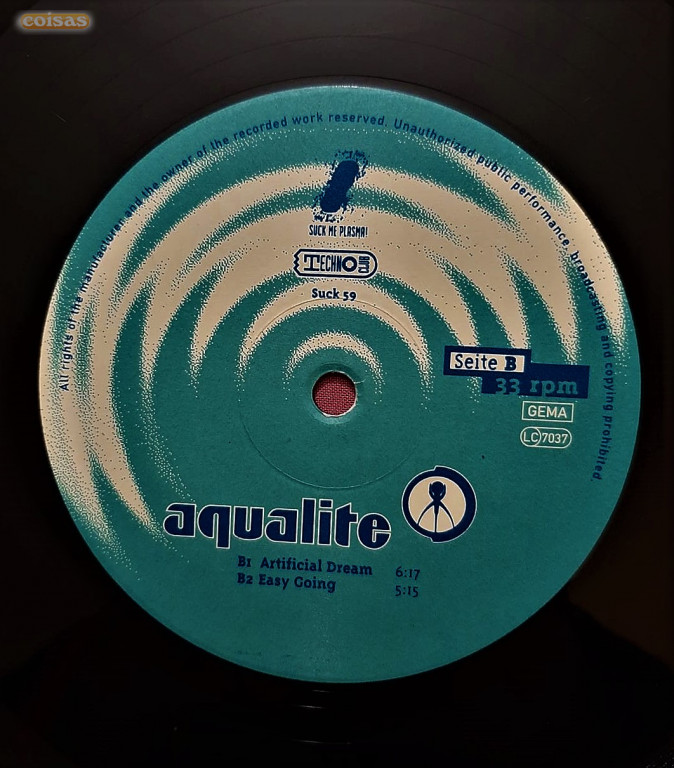 coisas
All rights of the manufacturer and the owner of the recorded work reserved. Unauthorized public performance, broadcasting and copying prohibited.
SUCK ME PLASMA!
TECHNO CLUB
Suck 59
Seite B
33 rpm
GEMA
LC 7037
aqualite
B1 Artificial Dream 6:17
B2 Easy Going 5:15